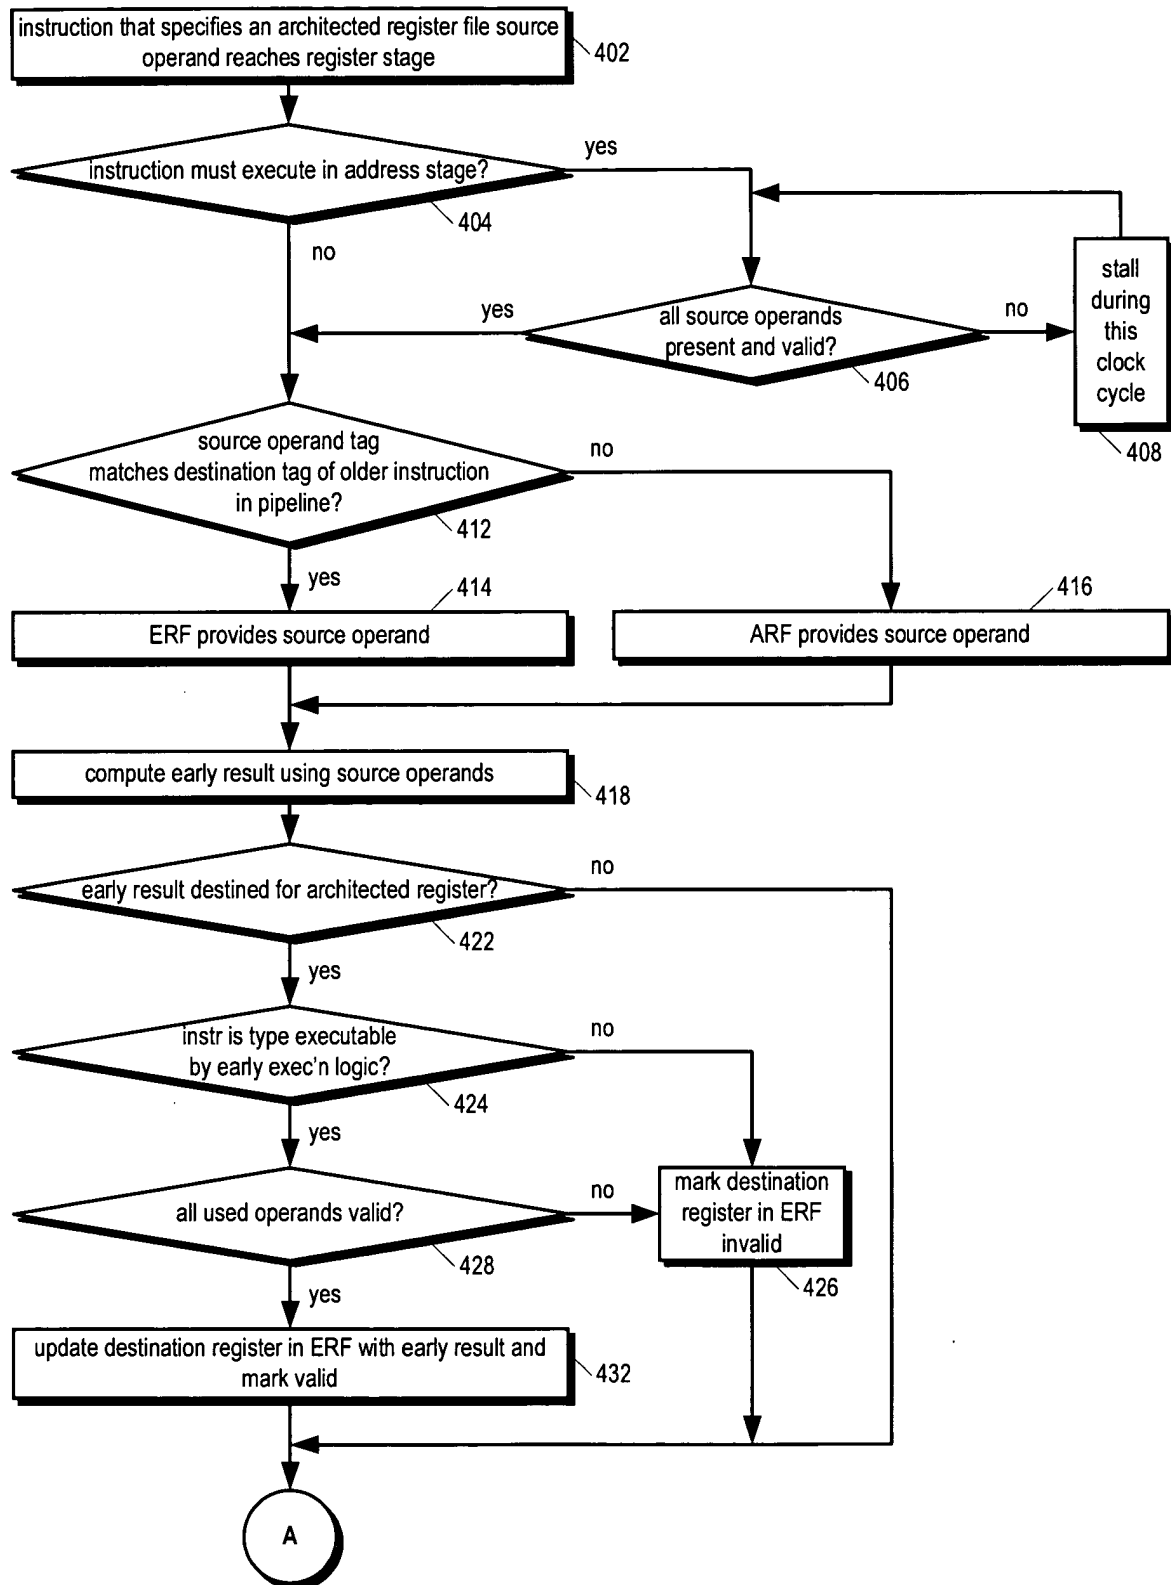 instruction that specifies an architected register file source
operand reaches register stage
402
instruction must execute in address stage?
yes
404
no
stall
during
this
clock
cycle
408
yes
all source operands
present and valid?
no
406
source operand tag
matches destination tag of older instruction
in pipeline?
no
412
yes
414
416
ERF provides source operand
ARF provides source operand
compute early result using source operands
418
early result destined for architected register?
no
422
yes
instr is type executable
by early exec'n logic?
no
424
yes
all used operands valid?
no
428
mark destination
register in ERF
invalid
426
yes
update destination register in ERF with early result and
mark valid
432
A